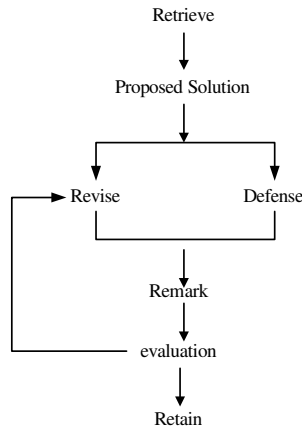 Retrieve
Proposed Solution
Revise
Defense
Remark
evaluation
Retain